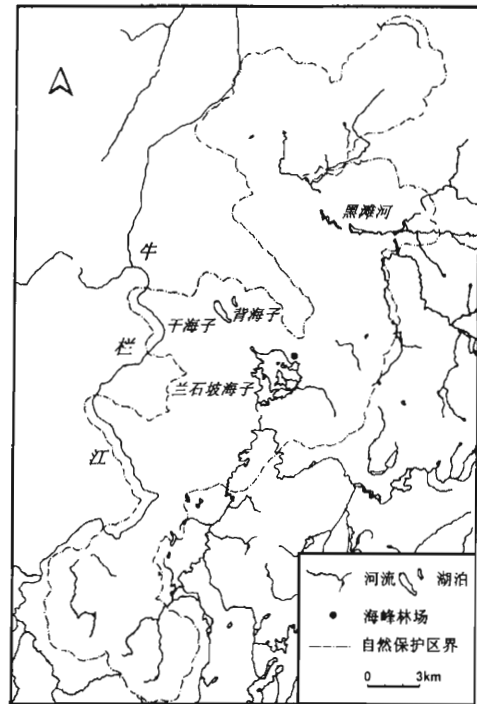 黑滩河
牛
背海子
干海子
栏
兰石坡海子
江
河流 湖泊
海峰林场
自然保护区界
0 3km